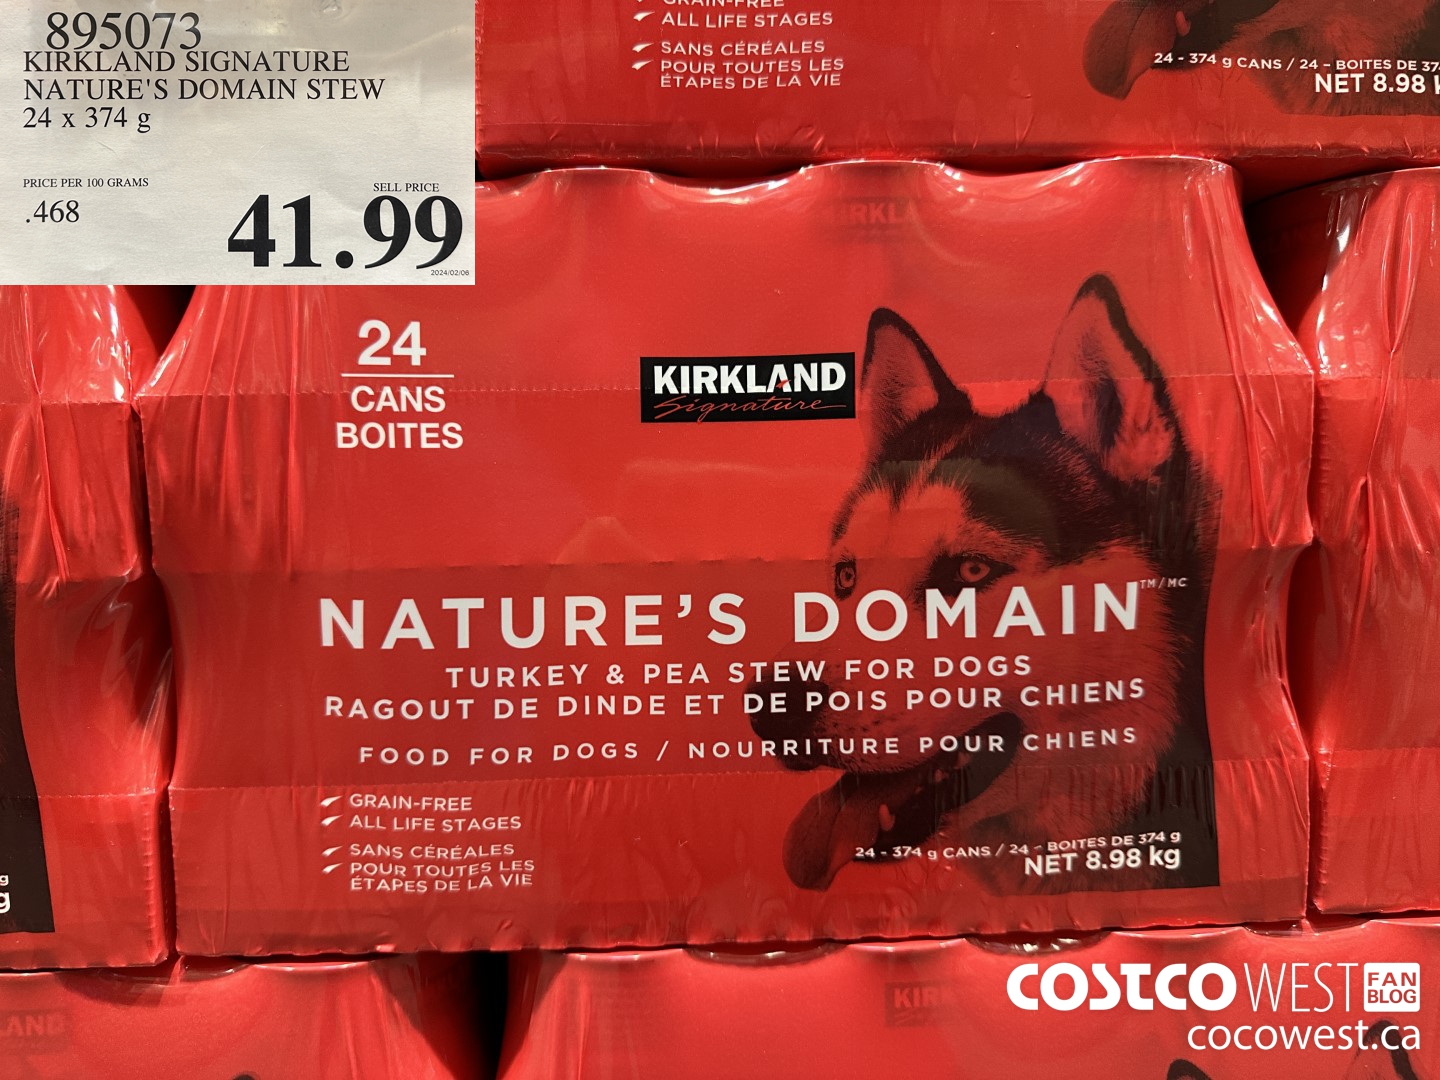 895073
KIRKLAND SIGNATURE
NATURE'S DOMAIN STEW
24 x 374 g
PRICE PER 100 GRAMS
.468
SELL PRICE
41.99
2024/02/06
GRAIN-FREE
ALL LIFE STAGES
SANS CÉRÉALES
POUR TOUTES LES
ÉTAPES DE LA VIE
24 - 374 g CANS / 24 - BOITES DE
NET 8.98
24
CANS
BOITES
KIRKLAND
Signature
NATURE'S DOMAIN™/MC
TURKEY & PEA STEW FOR DOGS
RAGOUT DE DINDE ET DE POIS POUR CHIENS
FOOD FOR DOGS / NOURRITURE POUR CHIENS
GRAIN-FREE
ALL LIFE STAGES
SANS CÉRÉALES
POUR TOUTES LES
ÉTAPES DE LA VIE
24 - 374 g CANS / 24 - BOITES DE 374 g
NET 8.98 kg
g
g
COSTCO WEST FAN BLOG
cocowest.ca